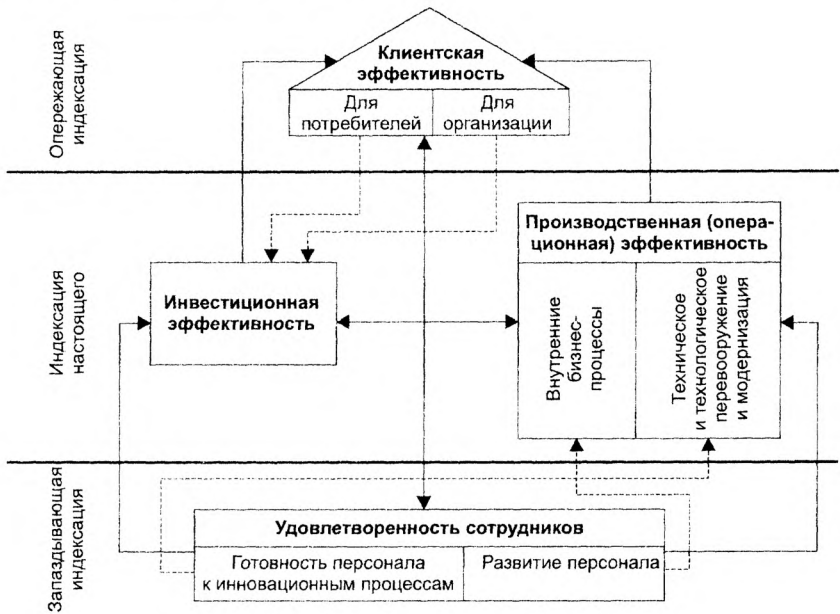 Опережающая
индексация
Клиентская
эффективность
Для
потребителей
Для
организации
Индексация
настоящего
Инвестиционная
эффективность
Производственная (опера-
ционная) эффективность
Внутренние
бизнес-
процессы
Техническое
и технологическое
перевооружение
и модернизация
Запаздывающая
индексация
Удовлетворенность сотрудников
Готовность персонала
к инновационным процессам
Развитие персонала